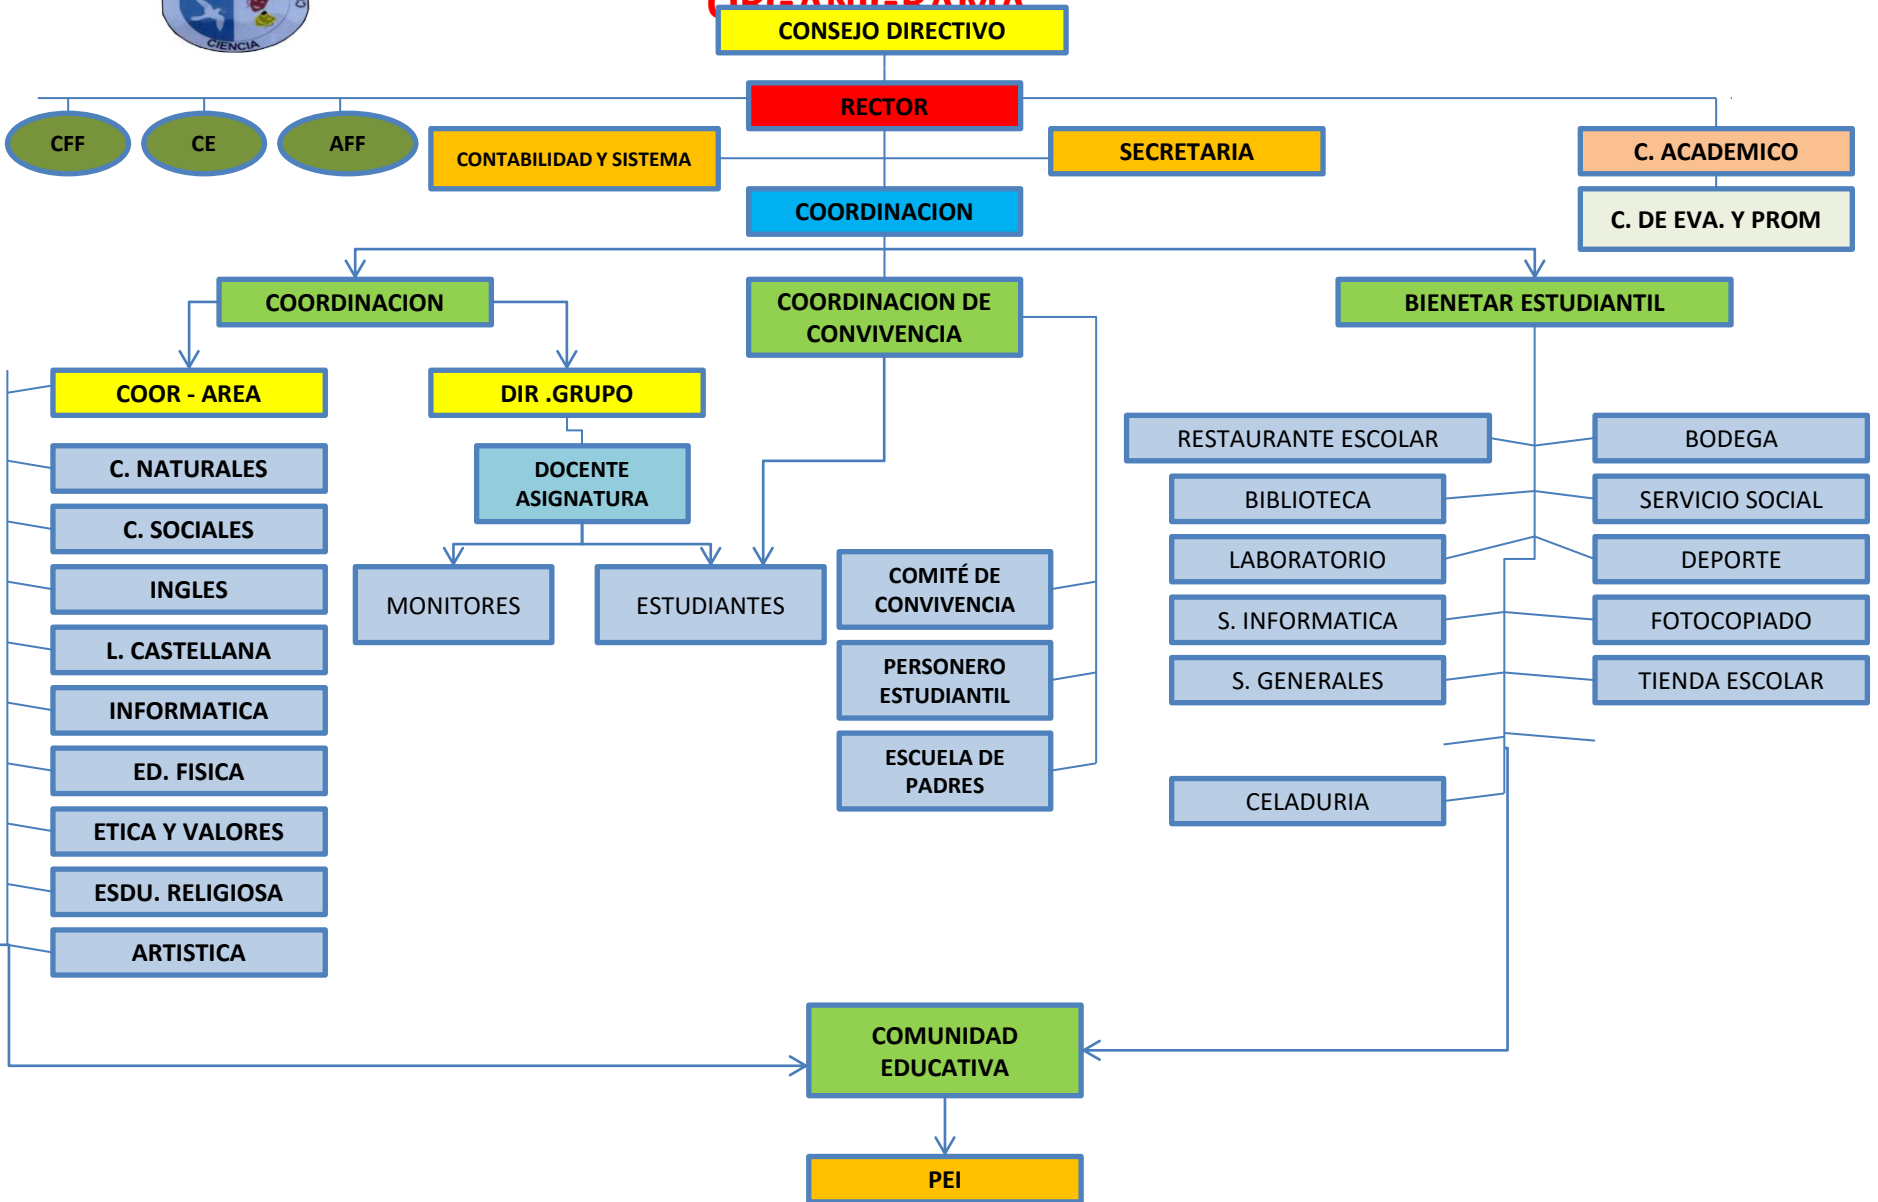 CIENCIA
ORGANIGRAMA
CONSEJO DIRECTIVO
RECTOR
CFF
CE
AFF
CONTABILIDAD Y SISTEMA
SECRETARIA
C. ACADEMICO
COORDINACION
C. DE EVA. Y PROM
COORDINACION
COORDINACION DE
CONVIVENCIA
BIENETAR ESTUDIANTIL
COOR - AREA
DIR .GRUPO
C. NATURALES
C. SOCIALES
INGLES
L. CASTELLANA
INFORMATICA
ED. FISICA
ETICA Y VALORES
ESDU. RELIGIOSA
ARTISTICA
DOCENTE
ASIGNATURA
MONITORES
ESTUDIANTES
COMITÉ DE
CONVIVENCIA
PERSONERO
ESTUDIANTIL
ESCUELA DE
PADRES
RESTAURANTE ESCOLAR
BODEGA
BIBLIOTECA
SERVICIO SOCIAL
LABORATORIO
DEPORTE
S. INFORMATICA
FOTOCOPIADO
S. GENERALES
TIENDA ESCOLAR
CELADURIA
COMUNIDAD
EDUCATIVA
PEI